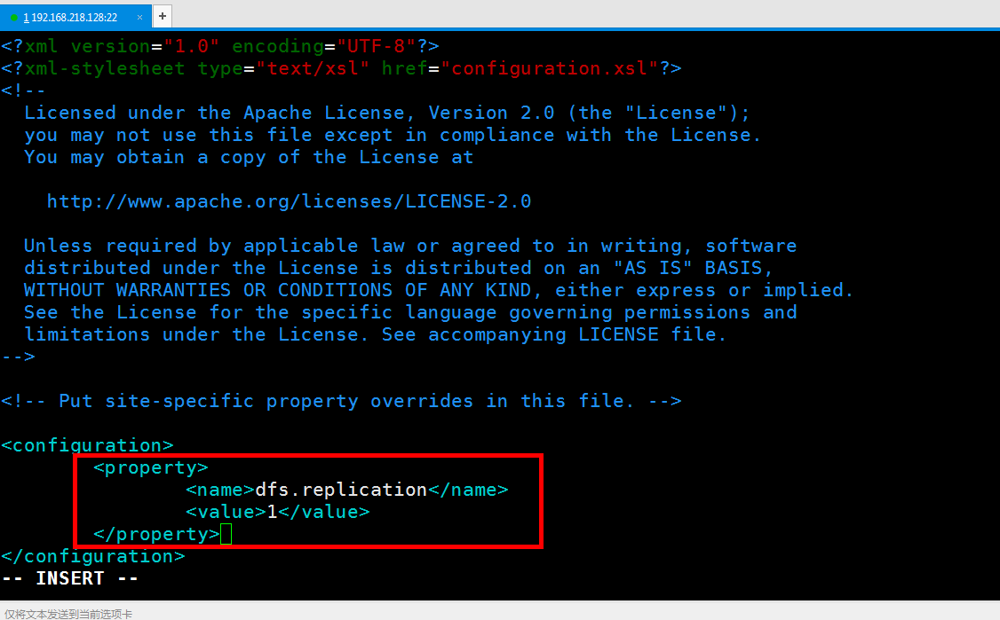 1 192.168.218.128:22 × +
<?xml version="1.0" encoding="UTF-8"?>
<?xml-stylesheet type="text/xsl" href="configuration.xsl"?>
<!--
  Licensed under the Apache License, Version 2.0 (the "License");
  you may not use this file except in compliance with the License.
  You may obtain a copy of the License at

    http://www.apache.org/licenses/LICENSE-2.0

  Unless required by applicable law or agreed to in writing, software
  distributed under the License is distributed on an "AS IS" BASIS,
  WITHOUT WARRANTIES OR CONDITIONS OF ANY KIND, either express or implied.
  See the License for the specific language governing permissions and
  limitations under the License. See accompanying LICENSE file.
-->

<!-- Put site-specific property overrides in this file. -->

<configuration>
        <property>
                <name>dfs.replication</name>
                <value>1</value>
        </property>
</configuration>
-- INSERT --
仅将文本发送到当前选项卡